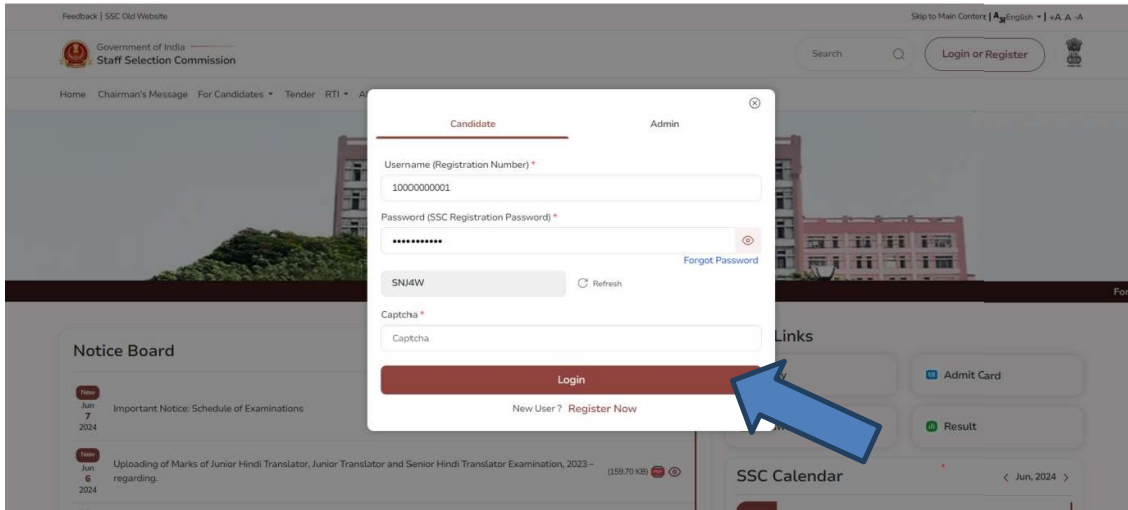 Feedback | SSC Old Website
Skip to Main Content | English | +A A -A
Government of India
Staff Selection Commission
Search
Login or Register
Home Chairman's Message For Candidates Tender RTI
Candidate Admin
Username (Registration Number) *
10000000001
Password (SSC Registration Password) *
Forgot Password
SNJ4W
Refresh
Captcha *
Captcha
Login
New User ? Register Now
For
Notice Board
New
Jun
7
2024
Important Notice: Schedule of Examinations
New
Jun
6
2024
Uploading of Marks of Junior Hindi Translator, Junior Translator and Senior Hindi Translator Examination, 2023 –
regarding.
(159.70 KB)
Links
Admit Card
Result
SSC Calendar
< Jun, 2024 >